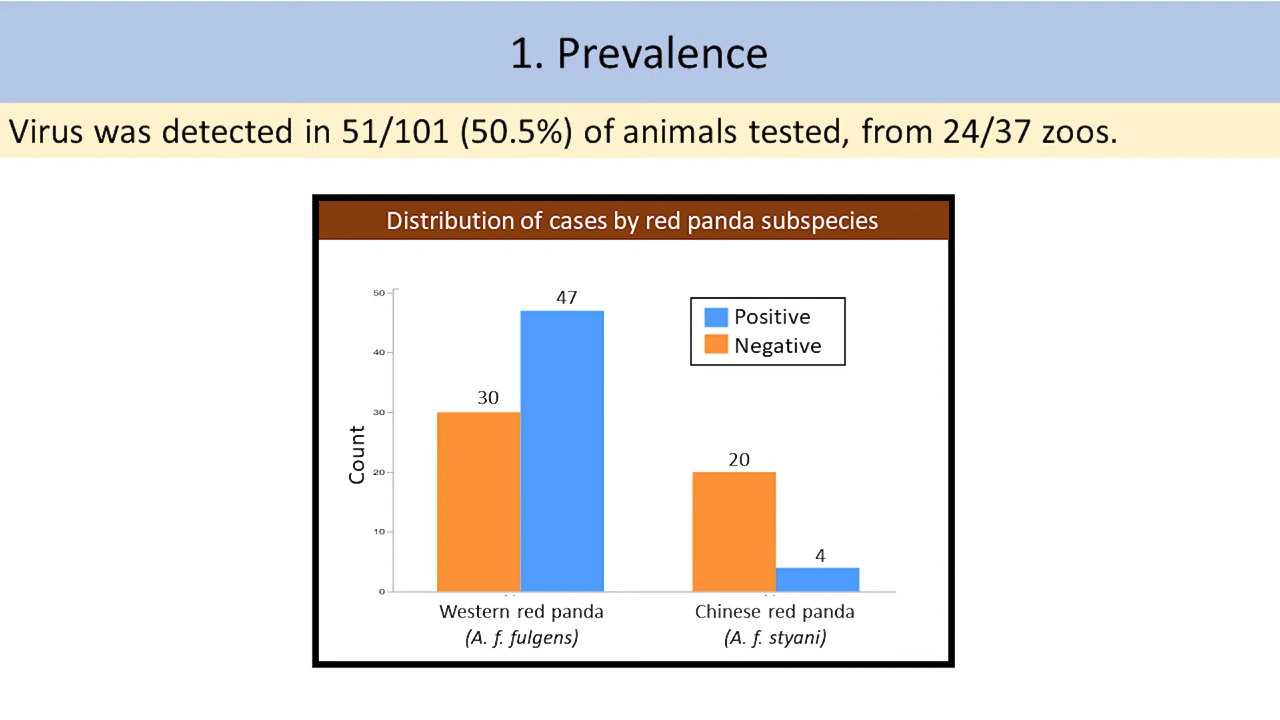 1. Prevalence
Virus was detected in 51/101 (50.5%) of animals tested, from 24/37 zoos.
Distribution of cases by red panda subspecies
50
40
30
20
10
0
Count
47
30
20
4
Positive
Negative
Western red panda
(A. f. fulgens)
Chinese red panda
(A. f. styani)